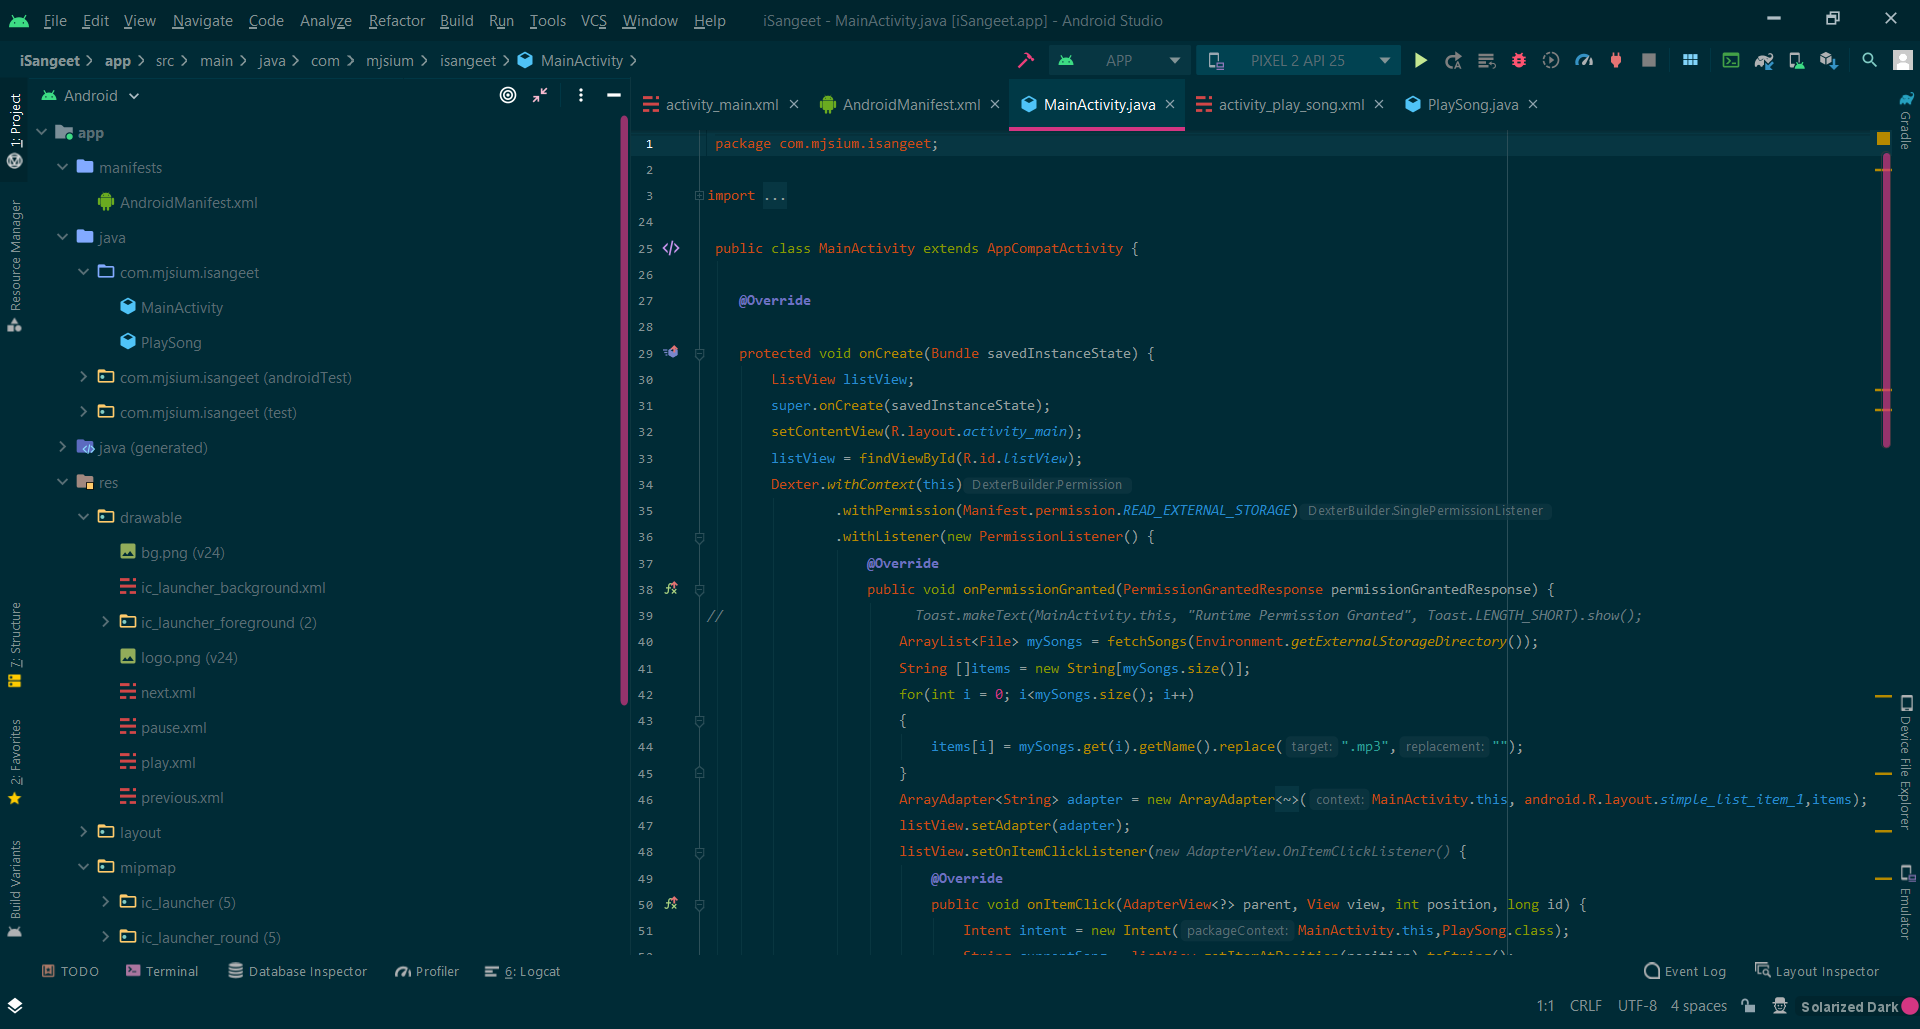 File Edit View Navigate Code Analyze Refactor Build Run Tools VCS Window Help iSangeet - MainActivity.java [iSangeet.app] - Android Studio
iSangeet app src main java com mjsium isangeet MainActivity APP PIXEL 2 API 25
Android
activity_main.xml AndroidManifest.xml MainActivity.java activity_play_song.xml PlaySong.java
1: Project
Resource Manager
7: Structure
2: Favorites
Build Variants
app
manifests
AndroidManifest.xml
java
com.mjsium.isangeet
MainActivity
PlaySong
com.mjsium.isangeet (androidTest)
com.mjsium.isangeet (test)
java (generated)
res
drawable
bg.png (v24)
ic_launcher_background.xml
ic_launcher_foreground (2)
logo.png (v24)
next.xml
pause.xml
play.xml
previous.xml
layout
mipmap
ic_launcher (5)
ic_launcher_round (5)
1 package com.mjsium.isangeet;
2
3 import ...
24
25 public class MainActivity extends AppCompatActivity {
26
27 @Override
28
29 protected void onCreate(Bundle savedInstanceState) {
30 ListView listView;
31 super.onCreate(savedInstanceState);
32 setContentView(R.layout.activity_main);
33 listView = findViewById(R.id.listView);
34 Dexter.withContext(this) DexterBuilder.Permission
35 .withPermission(Manifest.permission.READ_EXTERNAL_STORAGE) DexterBuilder.SinglePermissionListener
36 .withListener(new PermissionListener() {
37 @Override
38 public void onPermissionGranted(PermissionGrantedResponse permissionGrantedResponse) {
39 // Toast.makeText(MainActivity.this, "Runtime Permission Granted", Toast.LENGTH_SHORT).show();
40 ArrayList<File> mySongs = fetchSongs(Environment.getExternalStorageDirectory());
41 String []items = new String[mySongs.size()];
42 for(int i = 0; i<mySongs.size(); i++)
43 {
44 items[i] = mySongs.get(i).getName().replace( target: ".mp3", replacement: "");
45 }
46 ArrayAdapter<String> adapter = new ArrayAdapter<~>( context: MainActivity.this, android.R.layout.simple_list_item_1,items);
47 listView.setAdapter(adapter);
48 listView.setOnItemClickListener(new AdapterView.OnItemClickListener() {
49 @Override
50 public void onItemClick(AdapterView<?> parent, View view, int position, long id) {
51 Intent intent = new Intent( packageContext: MainActivity.this,PlaySong.class);
Gradle
Device File Explorer
Emulator
TODO Terminal Database Inspector Profiler 6: Logcat Event Log Layout Inspector
1:1 CRLF UTF-8 4 spaces Solarized Dark